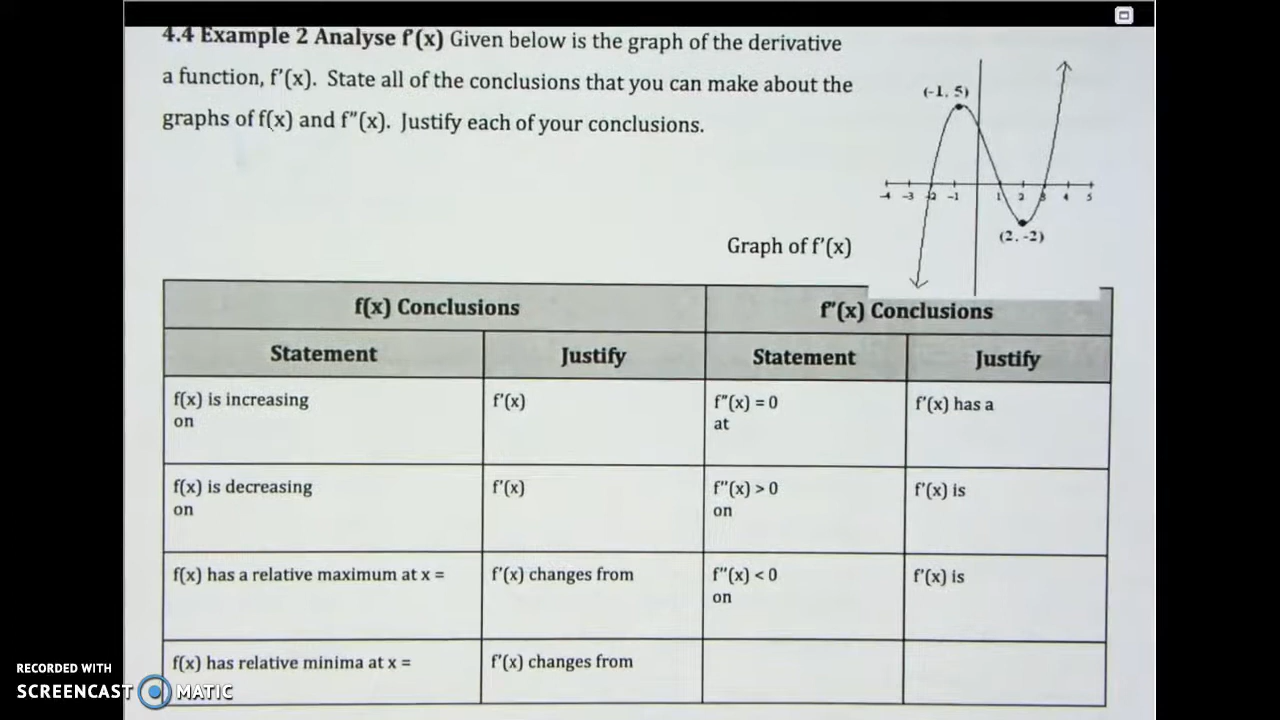 4.4 Example 2 Analyse f'(x) Given below is the graph of the derivative
a function, f'(x). State all of the conclusions that you can make about the
graphs of f(x) and f"(x). Justify each of your conclusions.
(-1, 5)
-4 -3 -2 -1 1 2 3 4 5
(2, -2)
Graph of f'(x)
f(x) Conclusions f"(x) Conclusions
Statement Justify Statement Justify
f(x) is increasing
on
f'(x)
f"(x) = 0
at
f'(x) has a
f(x) is decreasing
on
f'(x)
f"(x) > 0
on
f'(x) is
f(x) has a relative maximum at x =
f'(x) changes from
f"(x) < 0
on
f'(x) is
f(x) has relative minima at x =
f'(x) changes from
RECORDED WITH
SCREENCAST MATIC